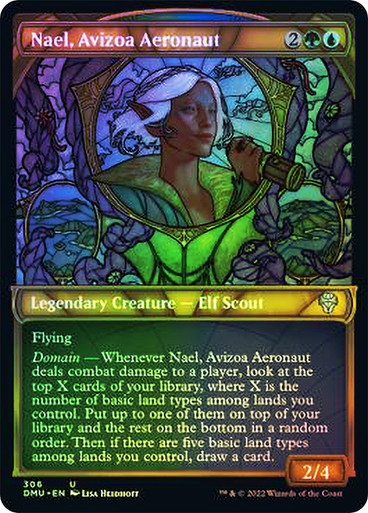 Nael, Avizoa Aeronaut 2
Legendary Creature — Elf Scout
Flying
Domain — Whenever Nael, Avizoa Aeronaut
deals combat damage to a player, look at the
top X cards of your library, where X is the
number of basic land types among lands you
control. Put up to one of them on top of your
library and the rest on the bottom in a random
order. Then if there are five basic land types
among lands you control, draw a card.
2/4
306 U
DMU • EN Lisa Heidhoff
™ & © 2022 Wizards of the Coast